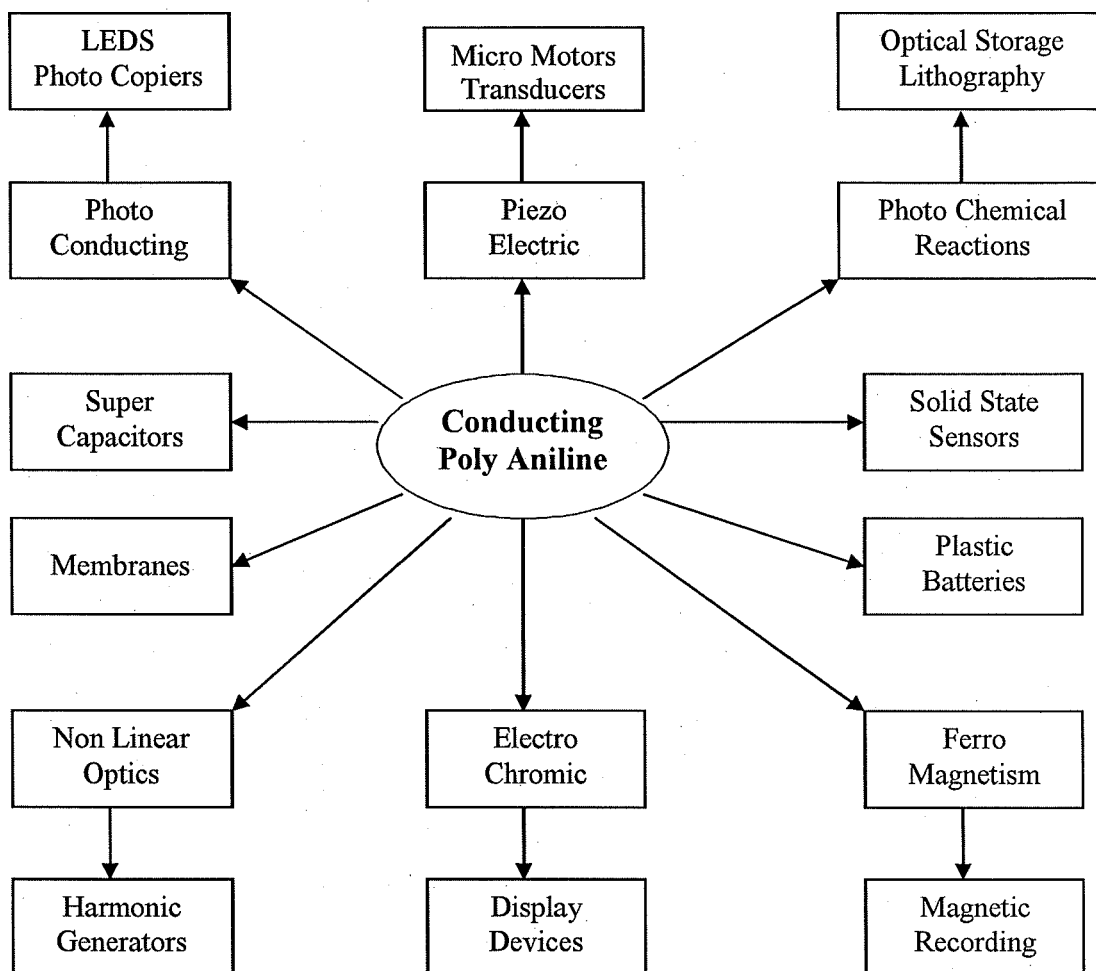 LEDS
Photo Copiers
Micro Motors
Transducers
Optical Storage
Lithography
Photo
Conducting
Piezo
Electric
Photo Chemical
Reactions
Super
Capacitors
Conducting
Poly Aniline
Solid State
Sensors
Membranes
Plastic
Batteries
Non Linear
Optics
Electro
Chromic
Ferro
Magnetism
Harmonic
Generators
Display
Devices
Magnetic
Recording